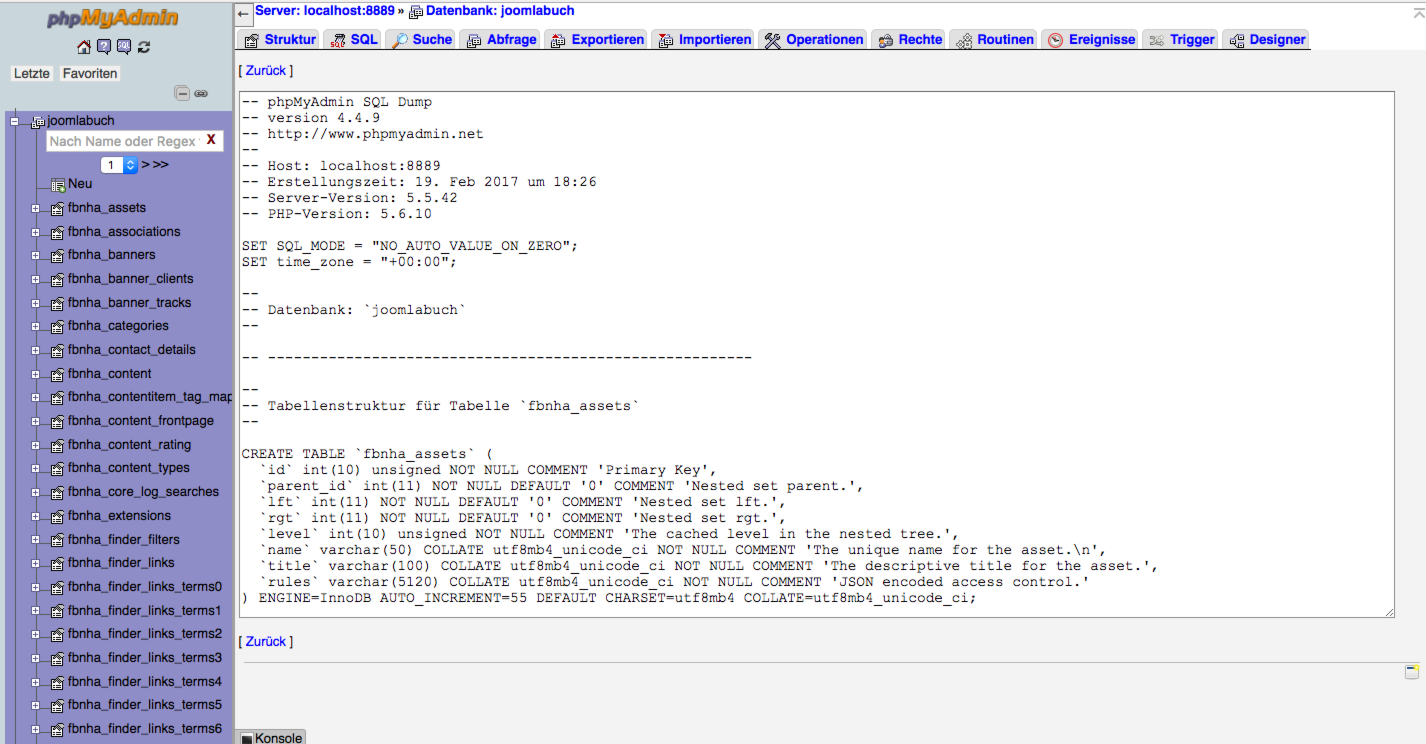 phpMyAdmin
Letzte Favoriten
joomlabuch
Nach Name oder Regex X
1 > >>
Neu
fbnha_assets
fbnha_associations
fbnha_banners
fbnha_banner_clients
fbnha_banner_tracks
fbnha_categories
fbnha_contact_details
fbnha_content
fbnha_contentitem_tag_map
fbnha_content_frontpage
fbnha_content_rating
fbnha_content_types
fbnha_core_log_searches
fbnha_extensions
fbnha_finder_filters
fbnha_finder_links
fbnha_finder_links_terms0
fbnha_finder_links_terms1
fbnha_finder_links_terms2
fbnha_finder_links_terms3
fbnha_finder_links_terms4
fbnha_finder_links_terms5
fbnha_finder_links_terms6
Server: localhost:8889 » Datenbank: joomlabuch
Struktur SQL Suche Abfrage Exportieren Importieren Operationen Rechte Routinen Ereignisse Trigger Designer
[ Zurück ]
-- phpMyAdmin SQL Dump
-- version 4.4.9
-- http://www.phpmyadmin.net
--
-- Host: localhost:8889
-- Erstellungszeit: 19. Feb 2017 um 18:26
-- Server-Version: 5.5.42
-- PHP-Version: 5.6.10
SET SQL_MODE = "NO_AUTO_VALUE_ON_ZERO";
SET time_zone = "+00:00";
--
-- Datenbank: `joomlabuch`
--
-- --------------------------------------------------------
--
-- Tabellenstruktur für Tabelle `fbnha_assets`
--
CREATE TABLE `fbnha_assets` (
`id` int(10) unsigned NOT NULL COMMENT 'Primary Key',
`parent_id` int(11) NOT NULL DEFAULT '0' COMMENT 'Nested set parent.',
`lft` int(11) NOT NULL DEFAULT '0' COMMENT 'Nested set lft.',
`rgt` int(11) NOT NULL DEFAULT '0' COMMENT 'Nested set rgt.',
`level` int(10) unsigned NOT NULL COMMENT 'The cached level in the nested tree.',
`name` varchar(50) COLLATE utf8mb4_unicode_ci NOT NULL COMMENT 'The unique name for the asset.\n',
`title` varchar(100) COLLATE utf8mb4_unicode_ci NOT NULL COMMENT 'The descriptive title for the asset.',
`rules` varchar(5120) COLLATE utf8mb4_unicode_ci NOT NULL COMMENT 'JSON encoded access control.'
) ENGINE=InnoDB AUTO_INCREMENT=55 DEFAULT CHARSET=utf8mb4 COLLATE=utf8mb4_unicode_ci;
[ Zurück ]
Konsole